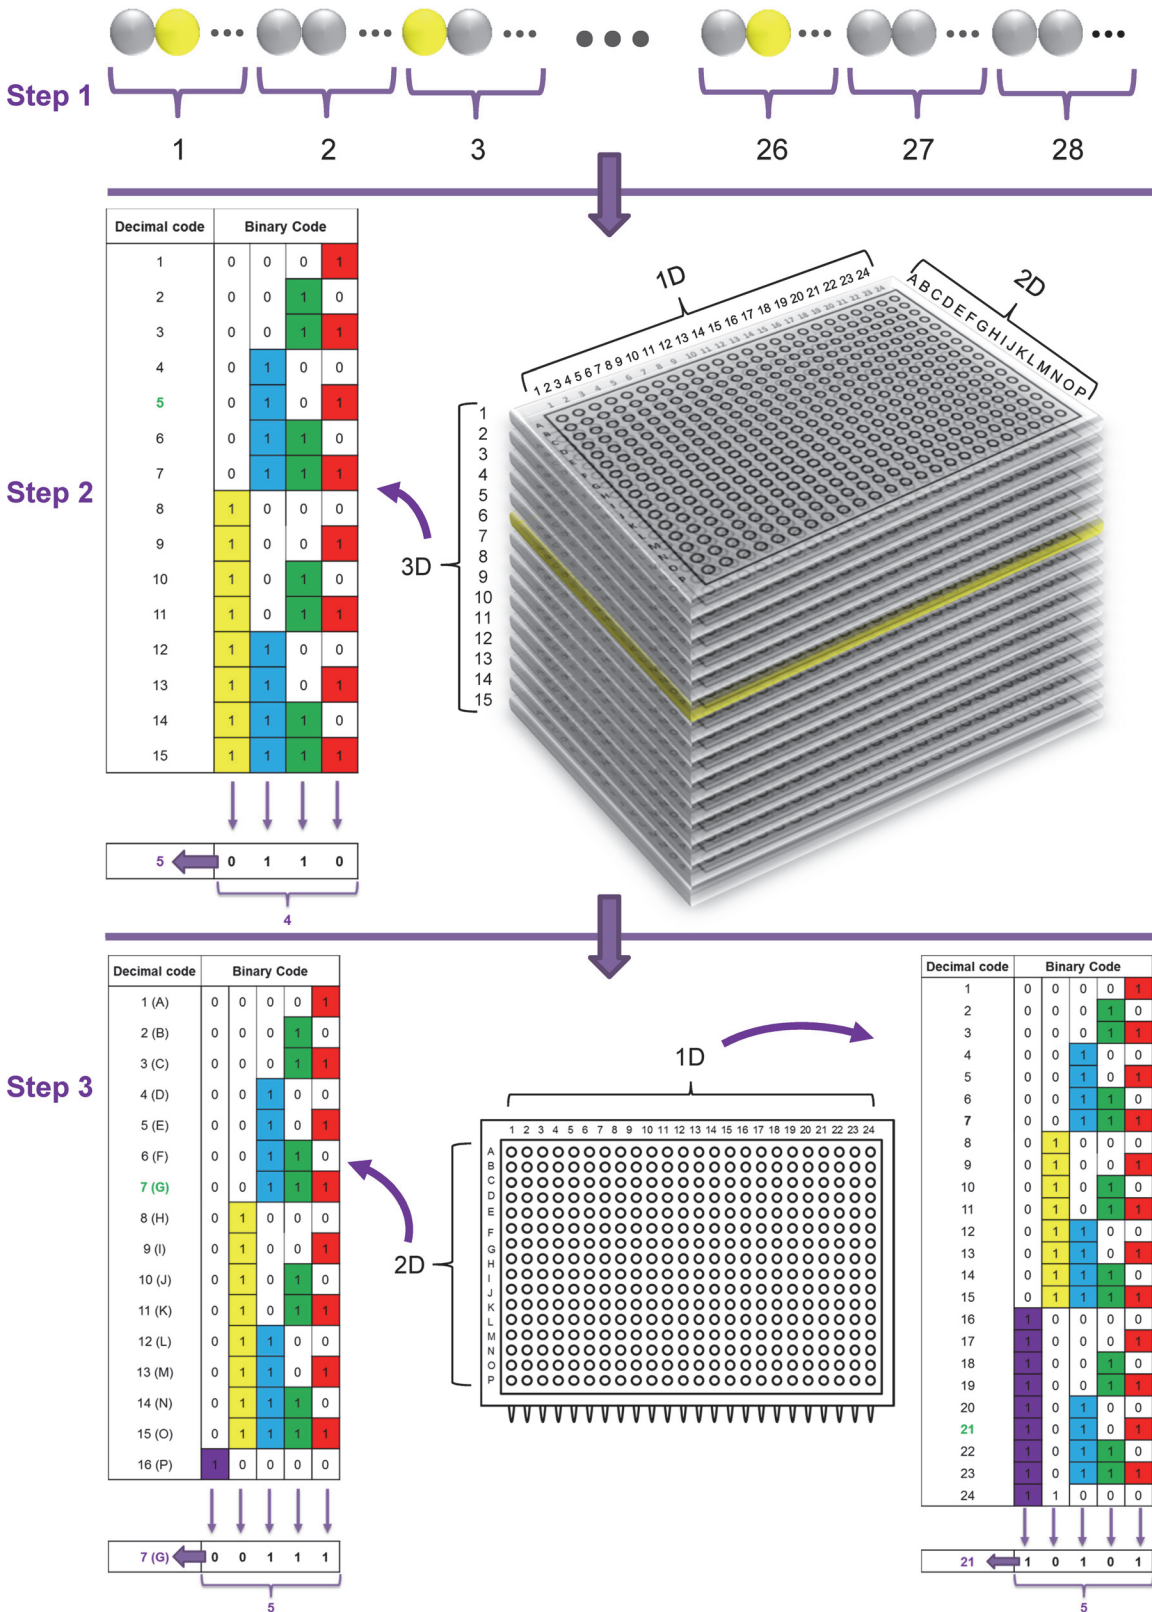 Step 1
1 2 3 26 27 28
Decimal code Binary Code
1 0 0 0 1
2 0 0 1 0
3 0 0 1 1
4 0 1 0 0
5 0 1 0 1
6 0 1 1 0
7 0 1 1 1
8 1 0 0 0
9 1 0 0 1
10 1 0 1 0
11 1 0 1 1
12 1 1 0 0
13 1 1 0 1
14 1 1 1 0
15 1 1 1 1
5 0 1 1 0
4
Step 2
1D
1 2 3 4 5 6 7 8 9 10 11 12 13 14 15 16 17 18 19 20 21 22 23 24
2D
A B C D E F G H I J K L M N O P
3D
1
2
3
4
5
6
7
8
9
10
11
12
13
14
15
Step 3
Decimal code Binary Code
1 (A) 0 0 0 0 1
2 (B) 0 0 0 1 0
3 (C) 0 0 0 1 1
4 (D) 0 0 1 0 0
5 (E) 0 0 1 0 1
6 (F) 0 0 1 1 0
7 (G) 0 0 1 1 1
8 (H) 0 1 0 0 0
9 (I) 0 1 0 0 1
10 (J) 0 1 0 1 0
11 (K) 0 1 0 1 1
12 (L) 0 1 1 0 0
13 (M) 0 1 1 0 1
14 (N) 0 1 1 1 0
15 (O) 0 1 1 1 1
16 (P) 1 0 0 0 0
7 (G) 0 0 1 1 1
5
1D
1 2 3 4 5 6 7 8 9 10 11 12 13 14 15 16 17 18 19 20 21 22 23 24
2D
A
B
C
D
E
F
G
H
I
J
K
L
M
N
O
P
Decimal code Binary Code
1 0 0 0 0 1
2 0 0 0 1 0
3 0 0 0 1 1
4 0 0 1 0 0
5 0 0 1 0 1
6 0 0 1 1 0
7 0 0 1 1 1
8 0 1 0 0 0
9 0 1 0 0 1
10 0 1 0 1 0
11 0 1 0 1 1
12 0 1 1 0 0
13 0 1 1 0 1
14 0 1 1 1 0
15 0 1 1 1 1
16 1 0 0 0 0
17 1 0 0 0 1
18 1 0 0 1 0
19 1 0 0 1 1
20 1 0 1 0 0
21 1 0 1 0 1
22 1 0 1 1 0
23 1 0 1 1 1
24 1 1 0 0 0
21 1 0 1 0 1
5